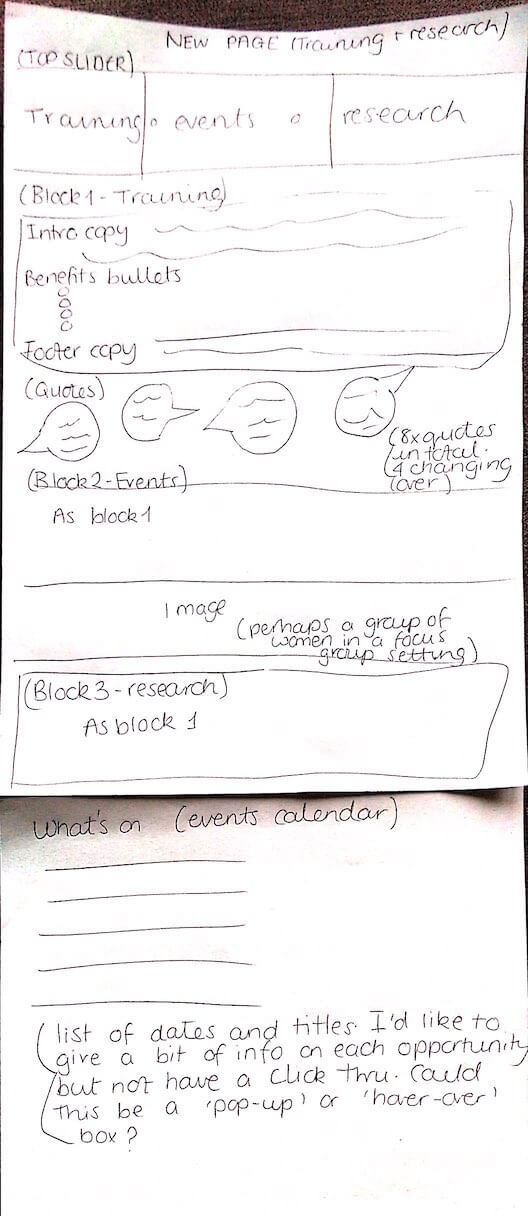 NEW PAGE (Training + research)
(TOP SLIDER)
Training events research
(Block 1 - Training)
Intro copy
Benefits bullets
Footer copy
(Quotes)
(8x quotes
in total.
4 changing
over)
(Block 2 - Events)
As block 1
Image
(perhaps a group of
women in a focus
group setting)
(Block 3 - research)
As block 1
What's on (events calendar)
(list of dates and titles. I'd like to
give a bit of info on each opportunity
but not have a click thru. Could
this be a 'pop-up' or 'hover-over'
box?